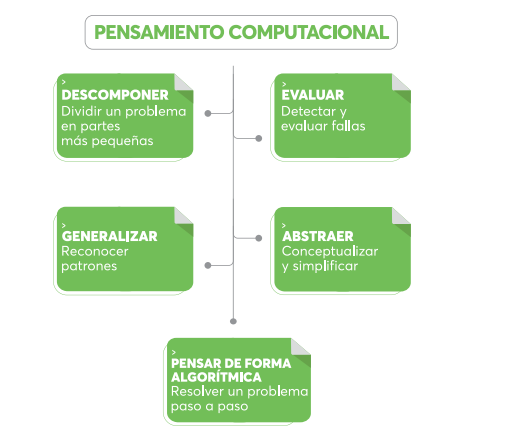 PENSAMIENTO COMPUTACIONAL
>
DESCOMPONER
Dividir un problema
en partes
más pequeñas
>
EVALUAR
Detectar y
evaluar fallas
>
GENERALIZAR
Reconocer
patrones
>
ABSTRAER
Conceptualizar
y simplificar
>
PENSAR DE FORMA
ALGORÍTMICA
Resolver un problema
paso a paso